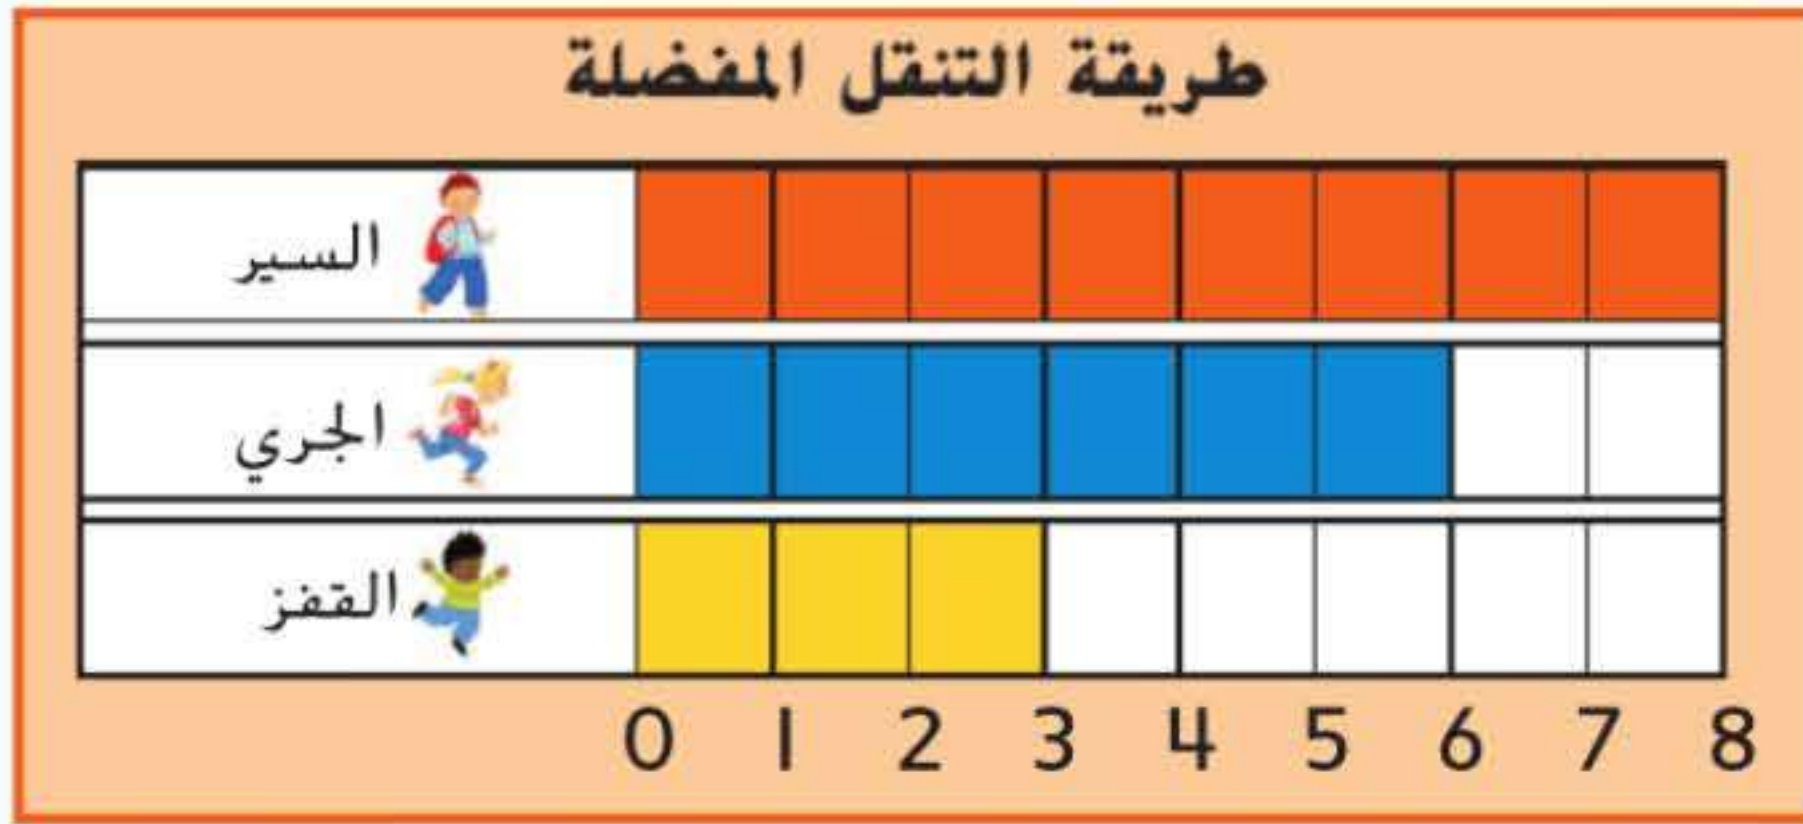 طريقة التنقل المفضلة
السير
الجري
القفز
0 1 2 3 4 5 6 7 8